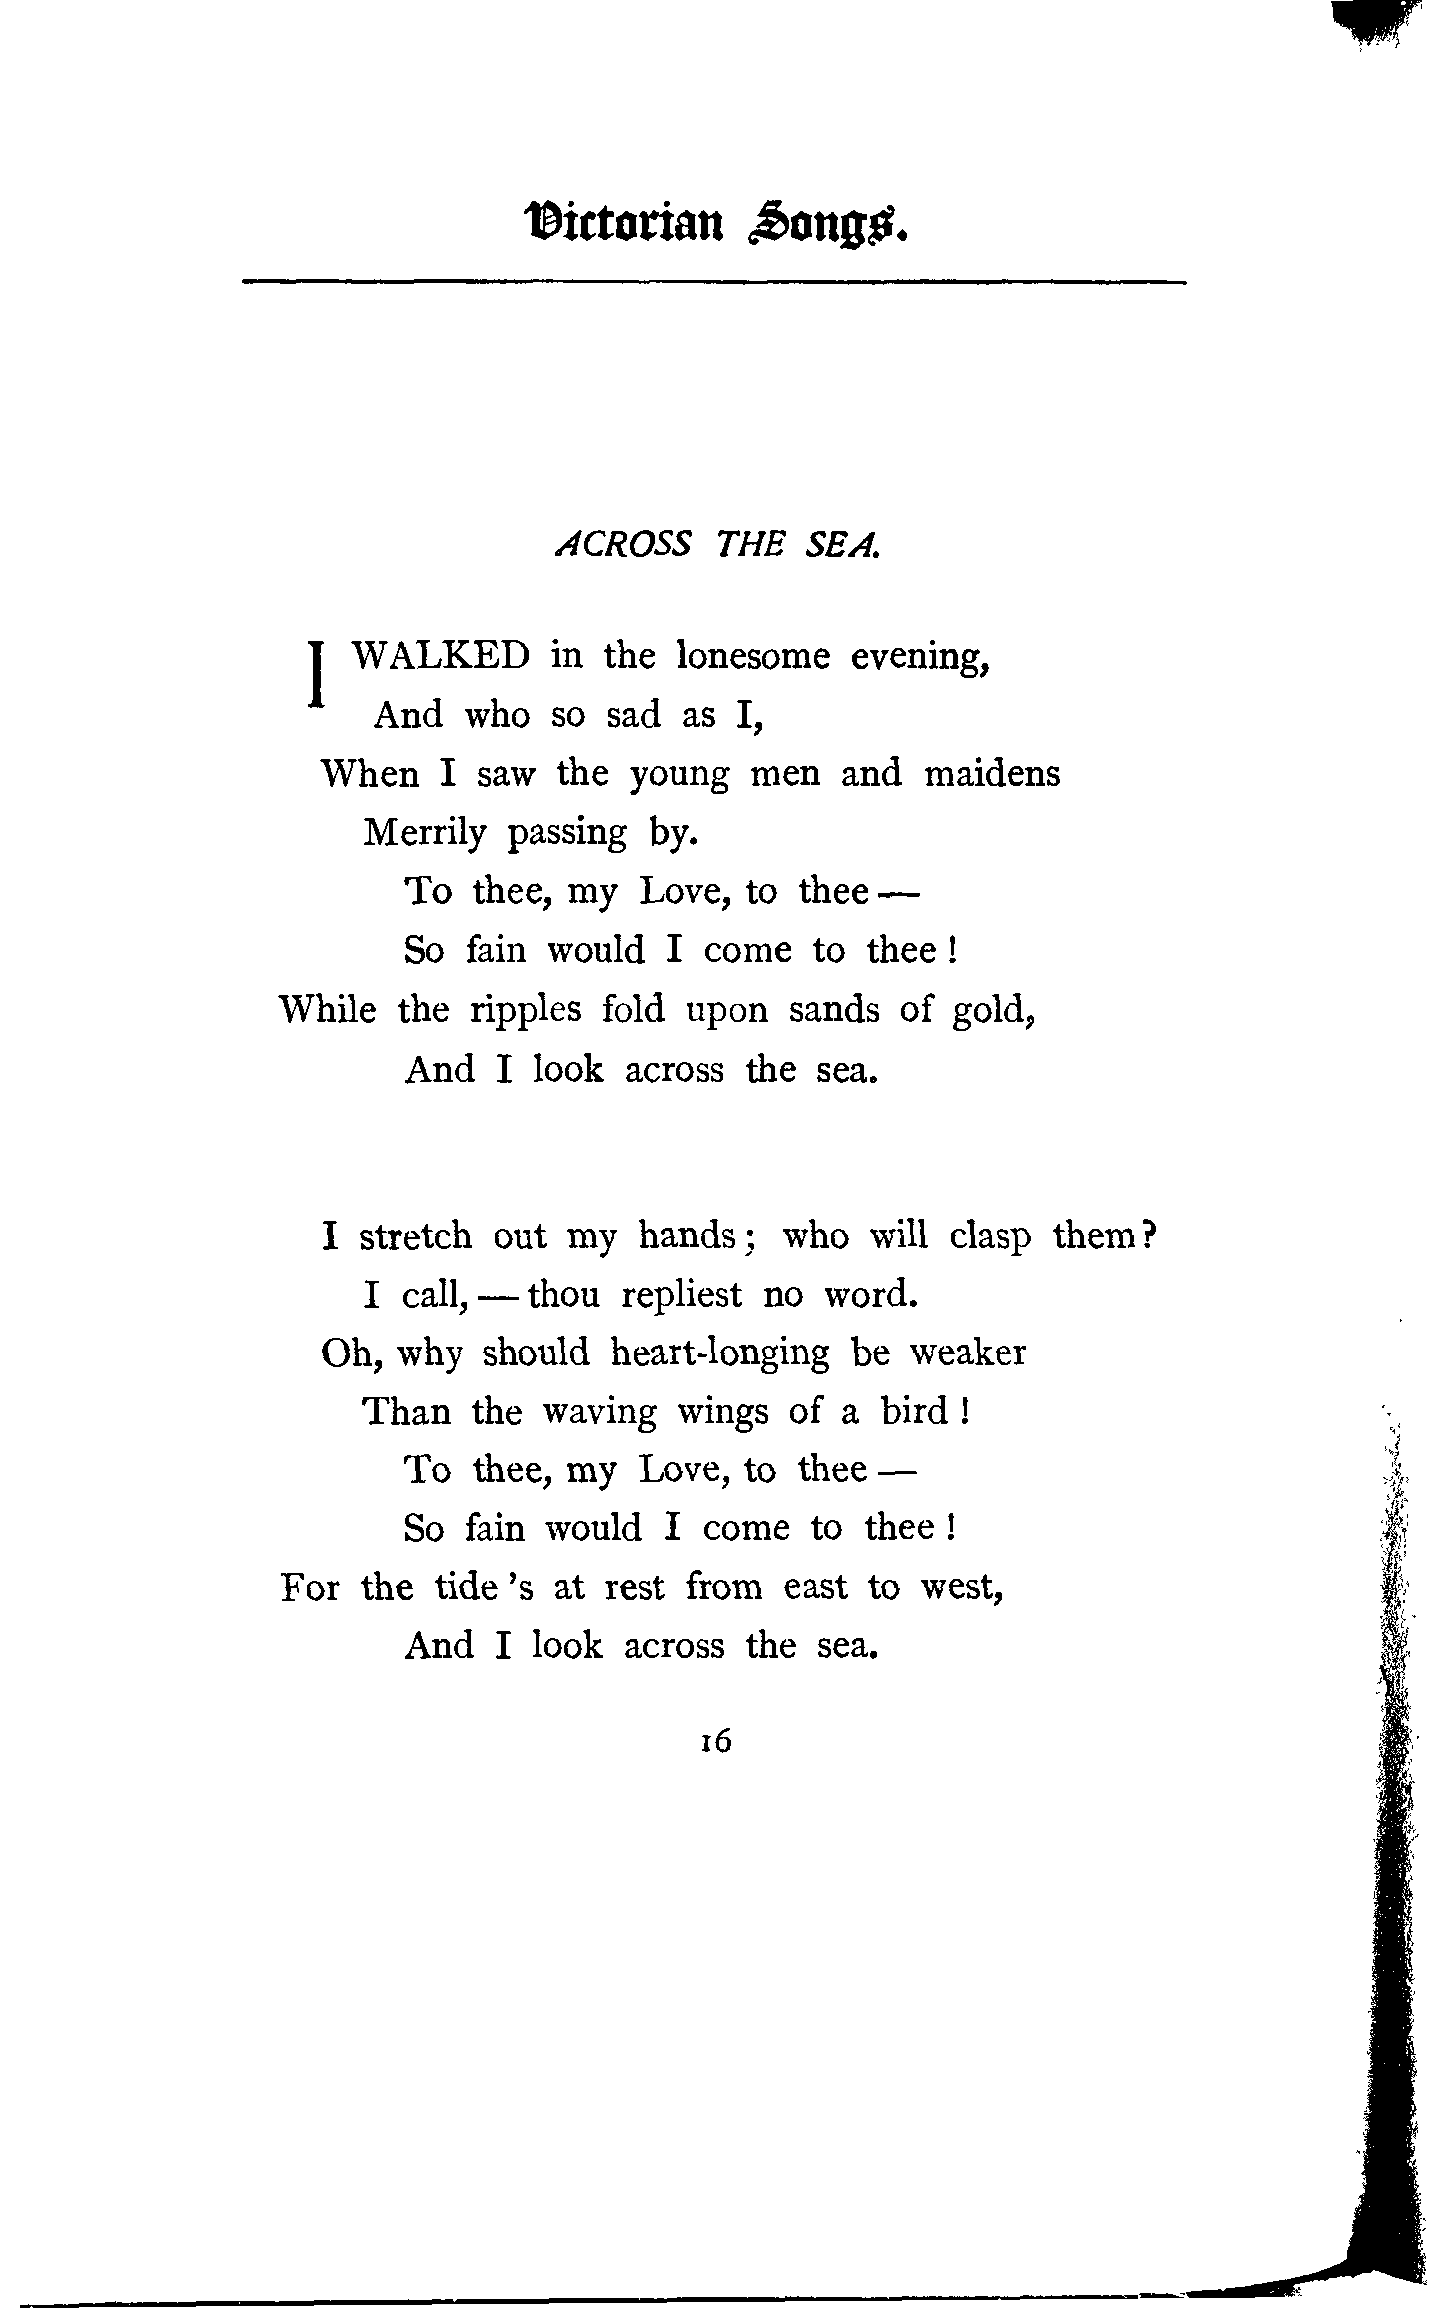 Victorian Songs.
ACROSS THE SEA.
I WALKED in the lonesome evening,
And who so sad as I,
When I saw the young men and maidens
Merrily passing by.
To thee, my Love, to thee —
So fain would I come to thee !
While the ripples fold upon sands of gold,
And I look across the sea.
I stretch out my hands ; who will clasp them ?
I call, — thou repliest no word.
Oh, why should heart-longing be weaker
Than the waving wings of a bird !
To thee, my Love, to thee —
So fain would I come to thee !
For the tide 's at rest from east to west,
And I look across the sea.
16